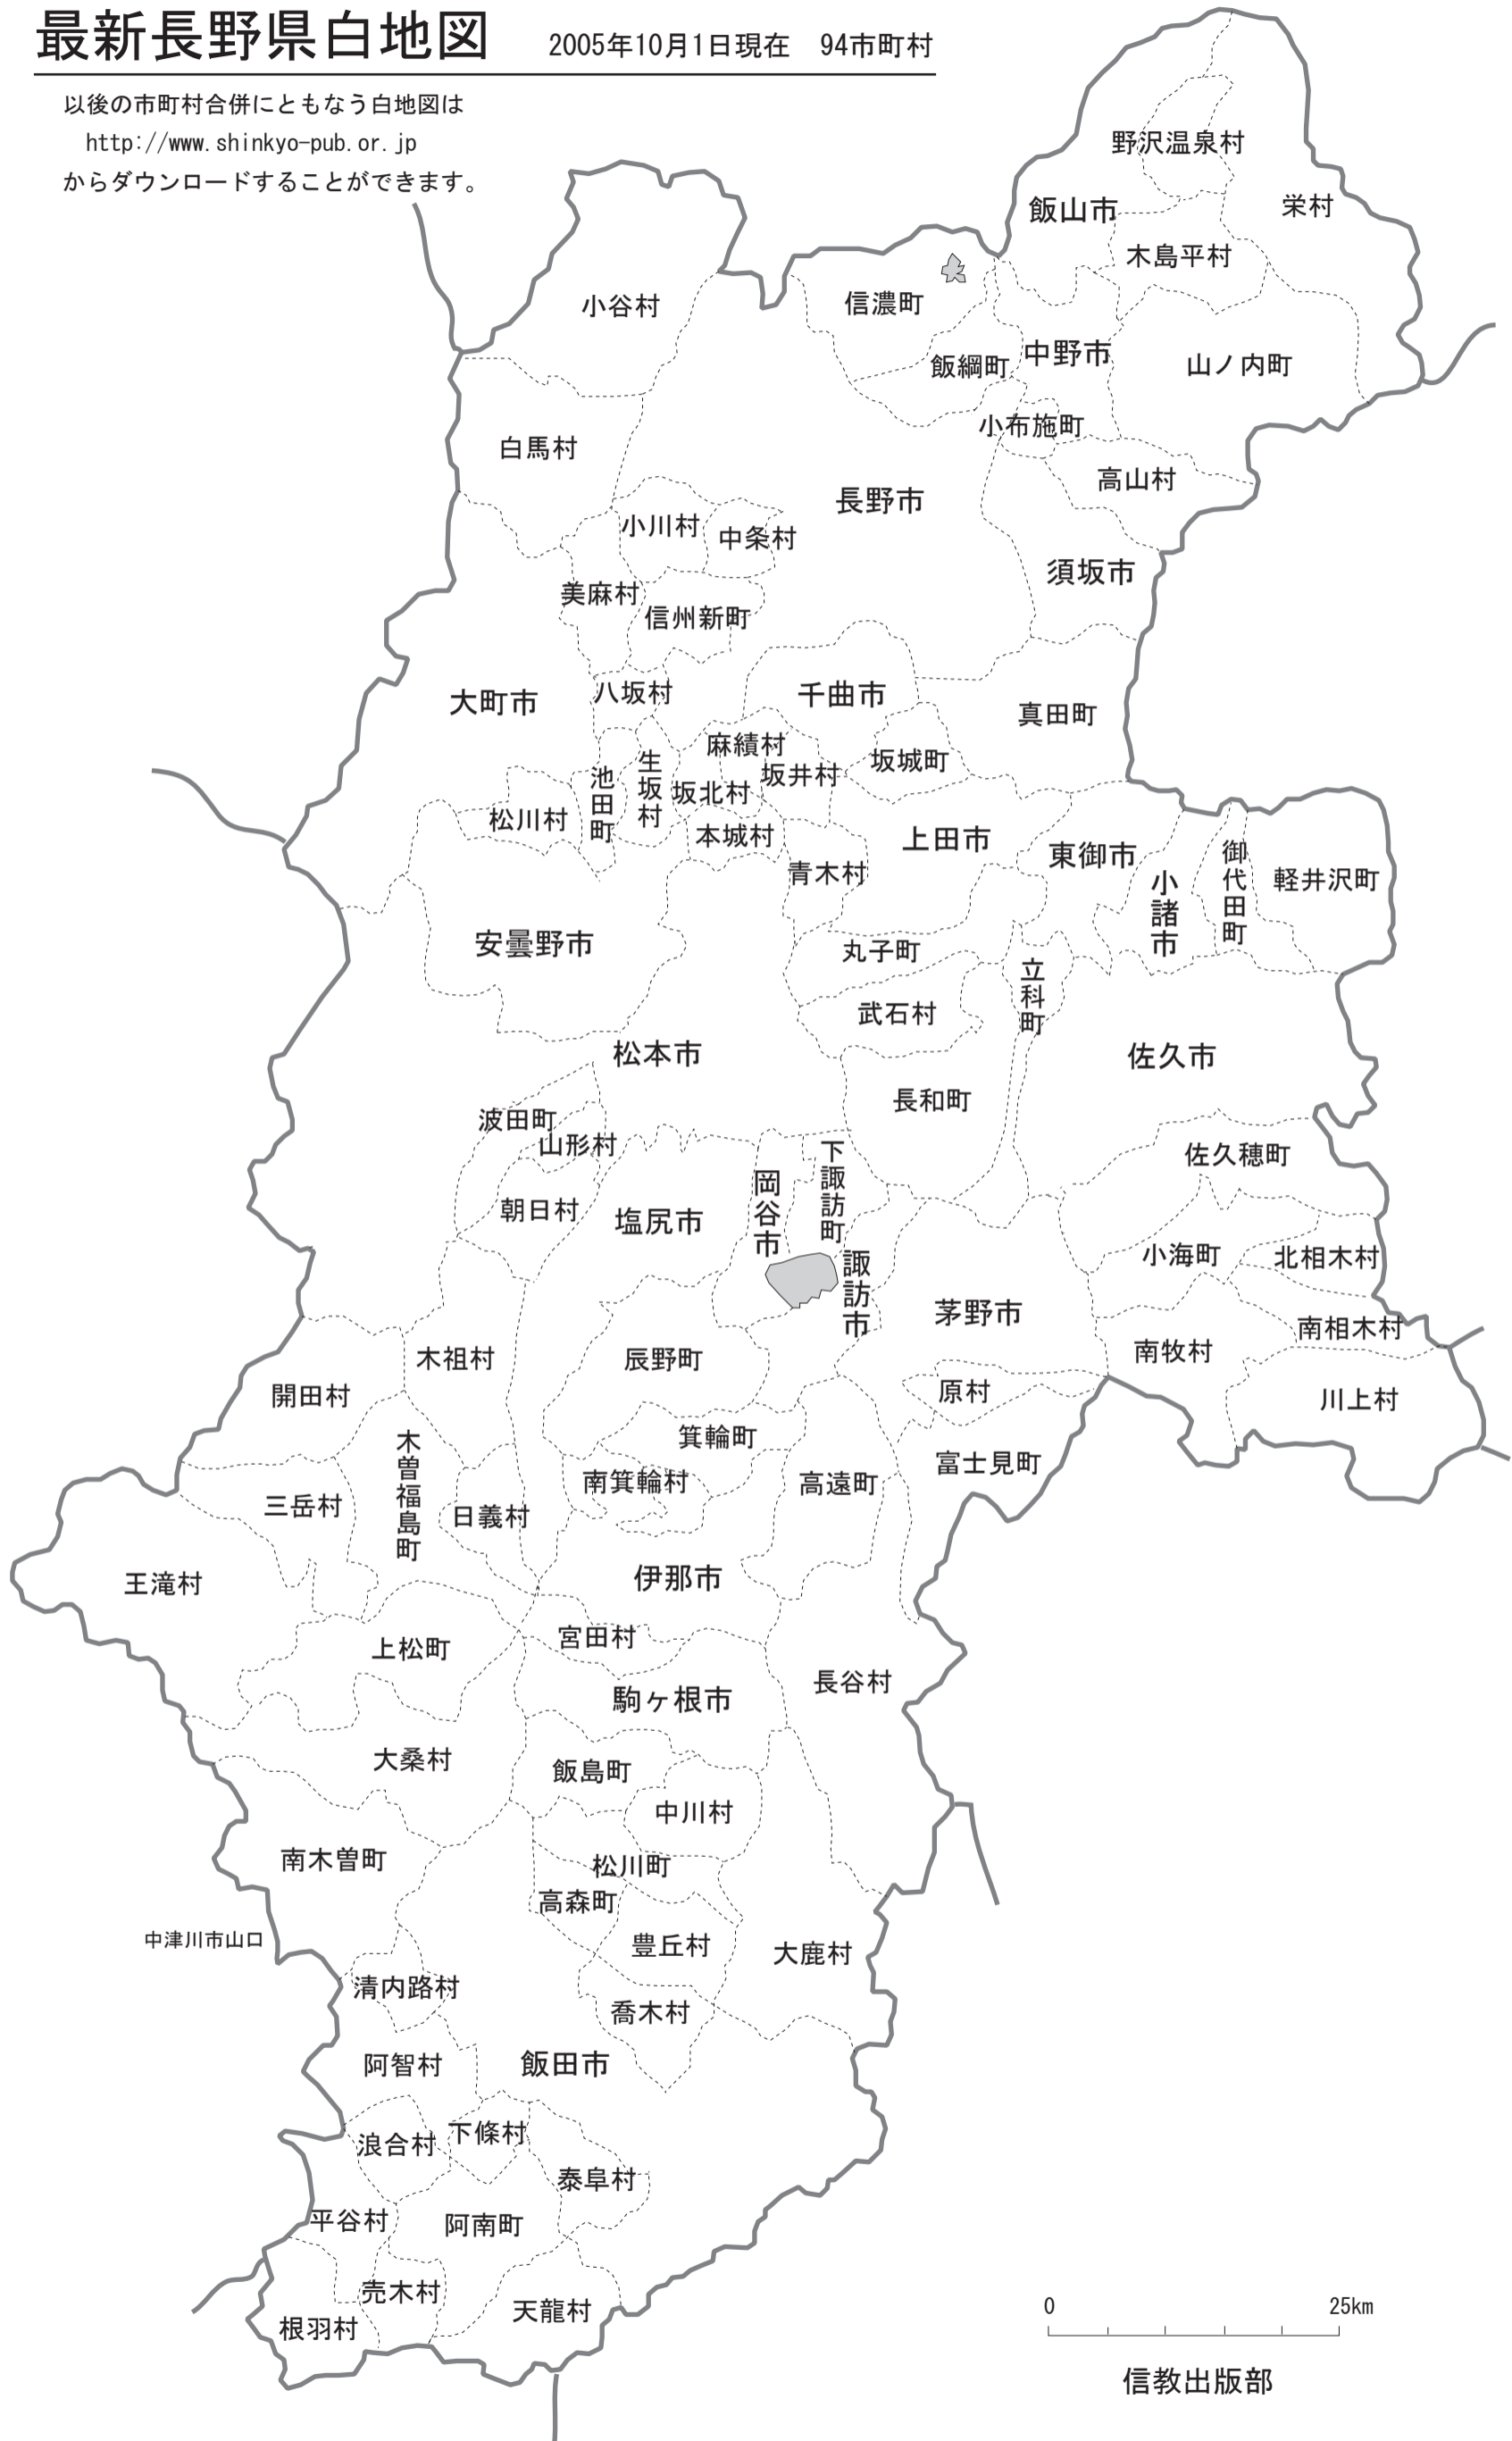 最新長野県白地図
2005年10月1日現在　94市町村
以後の市町村合併にともなう白地図は
http://www.shinkyo-pub.or.jp
からダウンロードすることができます。
野沢温泉村
飯山市
栄村
木島平村
信濃町
小谷村
中野市
飯綱町
山ノ内町
小布施町
白馬村
高山村
長野市
小川村
中条村
須坂市
美麻村
信州新町
八坂村
千曲市
大町市
真田町
麻績村
坂城町
坂井村
生坂村
池田町
坂北村
松川村
本城村
上田市
東御市
青木村
小諸市
御代田町
軽井沢町
安曇野市
丸子町
立科町
武石村
松本市
佐久市
長和町
波田町
山形村
下諏訪町
佐久穂町
岡谷市
朝日村
塩尻市
小海町
北相木村
諏訪市
茅野市
南相木村
南牧村
木祖村
辰野町
開田村
原村
川上村
箕輪町
木曽福島町
富士見町
南箕輪村
高遠町
三岳村
日義村
王滝村
伊那市
宮田村
上松町
長谷村
駒ヶ根市
大桑村
飯島町
中川村
南木曽町
松川町
高森町
中津川市山口
豊丘村
大鹿村
清内路村
喬木村
阿智村
飯田市
下條村
浪合村
泰阜村
平谷村
阿南町
売木村
天龍村
根羽村
0
25km
信教出版部